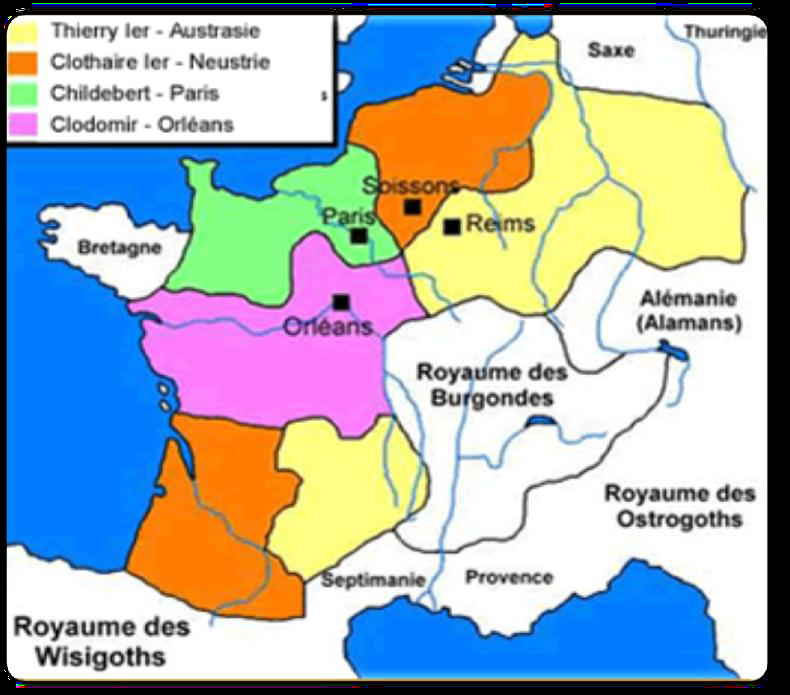 Thierry Ier - Austrasie
Clothaire Ier - Neustrie
Childebert - Paris
s
Clodomir - Orléans
Saxe
Thuringie
Soissons
Paris
Reims
Bretagne
Orléans
Alémanie
(Alamans)
Royaume des
Burgondes
Royaume des
Ostrogoths
Septimanie
Provence
Royaume des
Wisigoths